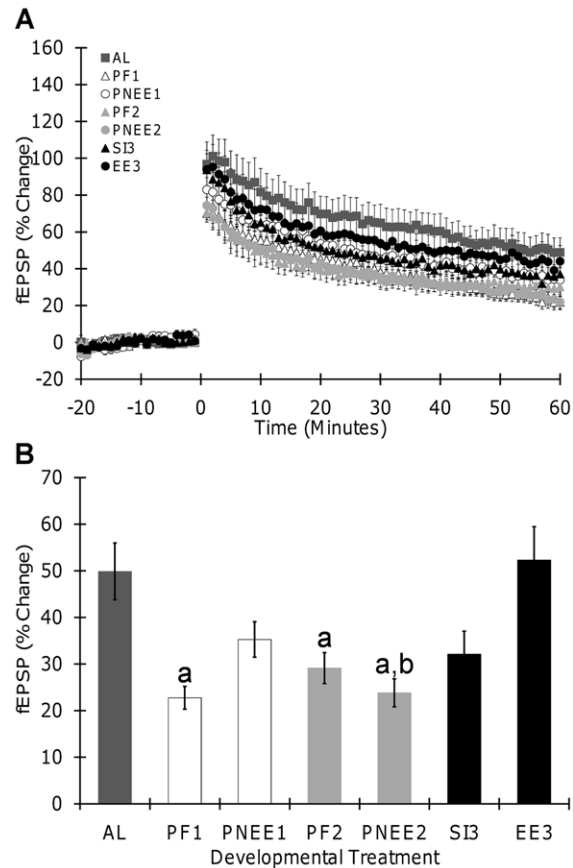 A
fEPSP (% Change)
160
140
120
100
80
60
40
20
0
-20
AL
PF1
PNEE1
PF2
PNEE2
SI3
EE3
-20 -10 0 10 20 30 40 50 60
Time (Minutes)
B
fEPSP (% Change)
70
60
50
40
30
20
10
0
a
a
a,b
AL PF1 PNEE1 PF2 PNEE2 SI3 EE3
Developmental Treatment